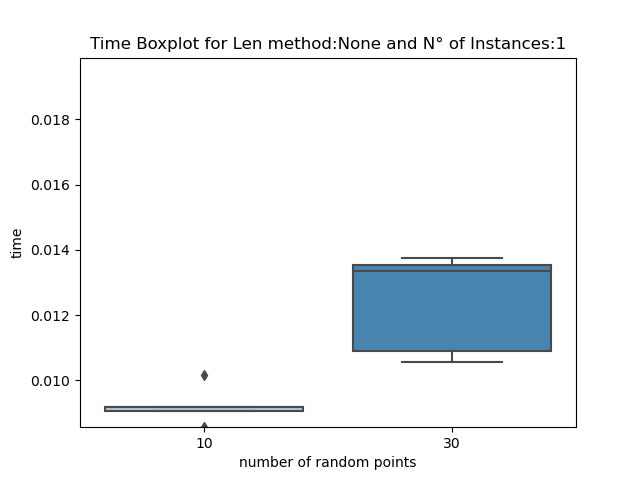 Time Boxplot for Len method:None and N° of Instances:1
0.018
0.016
0.014
0.012
0.010
time
10
30
number of random points